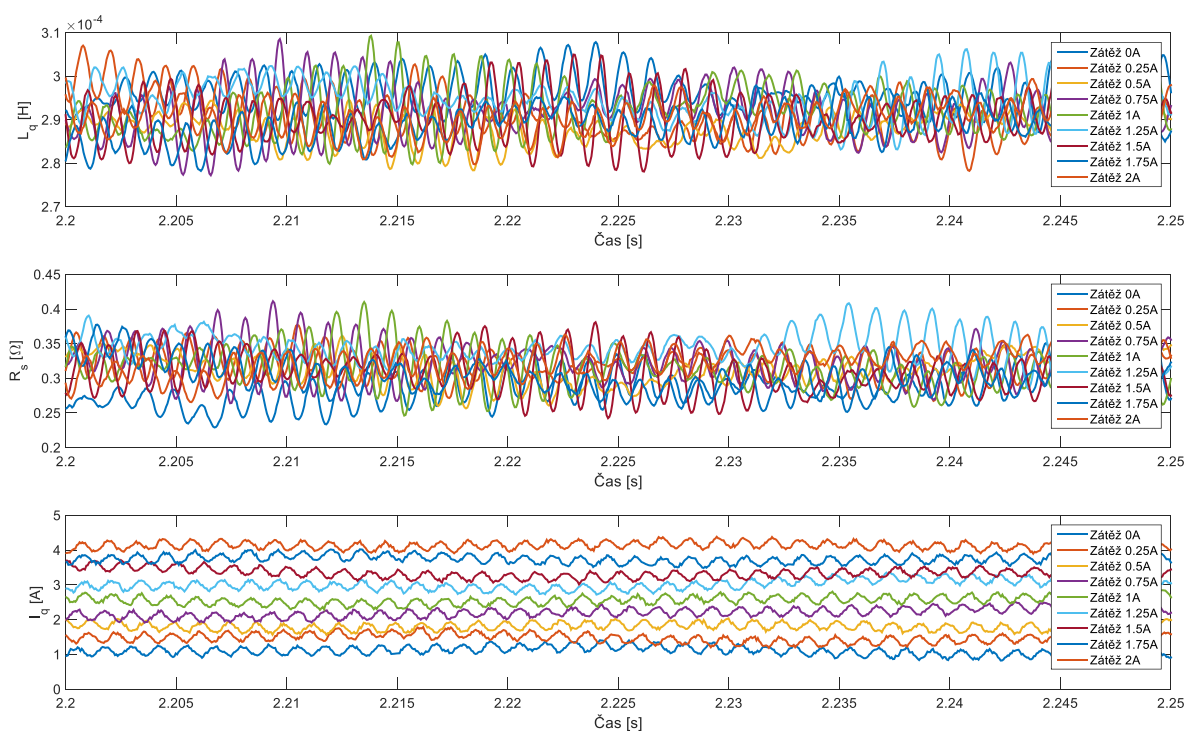 ×10-4
3.1
3
2.9
2.8
2.7
Lq [H]
2.2 2.205 2.21 2.215 2.22 2.225 2.23 2.235 2.24 2.245 2.25
Čas [s]
Zátěž 0A
Zátěž 0.25A
Zátěž 0.5A
Zátěž 0.75A
Zátěž 1A
Zátěž 1.25A
Zátěž 1.5A
Zátěž 1.75A
Zátěž 2A
0.45
0.4
0.35
0.3
0.25
0.2
Rs [Ω]
2.2 2.205 2.21 2.215 2.22 2.225 2.23 2.235 2.24 2.245 2.25
Čas [s]
Zátěž 0A
Zátěž 0.25A
Zátěž 0.5A
Zátěž 0.75A
Zátěž 1A
Zátěž 1.25A
Zátěž 1.5A
Zátěž 1.75A
Zátěž 2A
5
4
3
2
1
0
Iq [A]
2.2 2.205 2.21 2.215 2.22 2.225 2.23 2.235 2.24 2.245 2.25
Čas [s]
Zátěž 0A
Zátěž 0.25A
Zátěž 0.5A
Zátěž 0.75A
Zátěž 1A
Zátěž 1.25A
Zátěž 1.5A
Zátěž 1.75A
Zátěž 2A